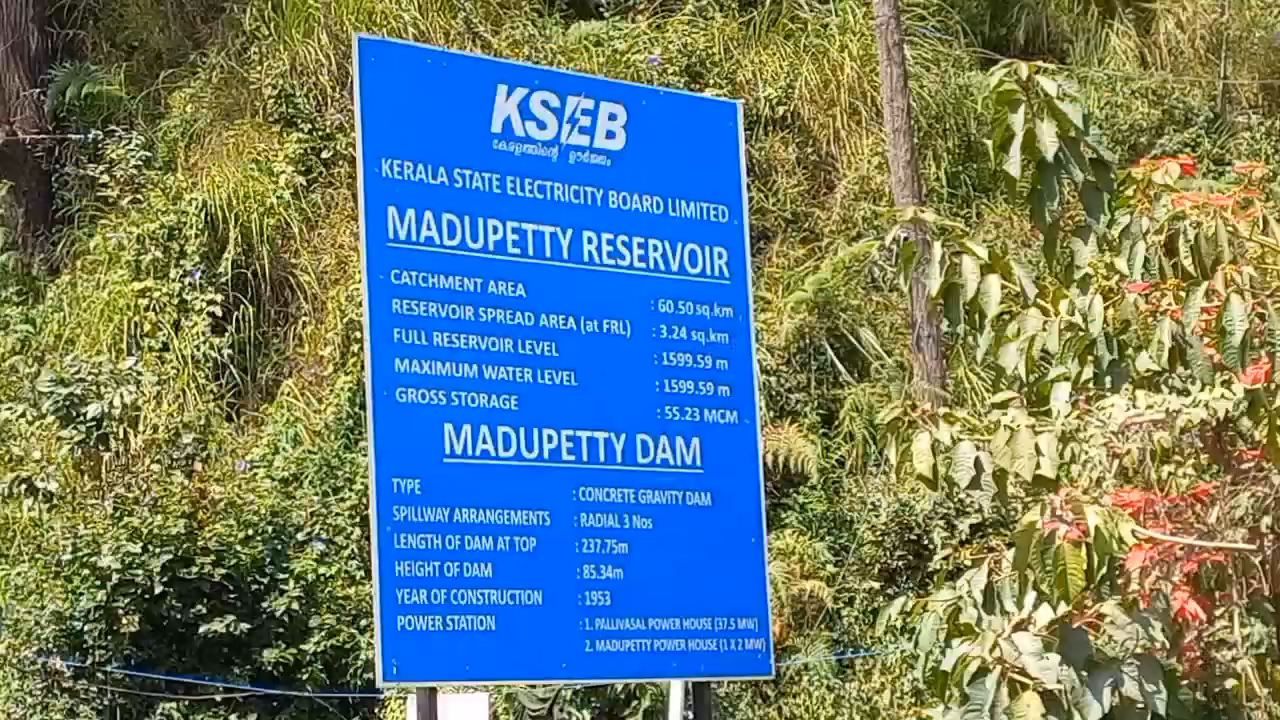 KSEB
കേരളത്തിന്റെ ഊർജ്ജം
KERALA STATE ELECTRICITY BOARD LIMITED
MADUPETTY RESERVOIR
CATCHMENT AREA : 60.50 sq.km
RESERVOIR SPREAD AREA (at FRL) : 3.24 sq.km
FULL RESERVOIR LEVEL : 1599.59 m
MAXIMUM WATER LEVEL : 1599.59 m
GROSS STORAGE : 55.23 MCM
MADUPETTY DAM
TYPE : CONCRETE GRAVITY DAM
SPILLWAY ARRANGEMENTS : RADIAL 3 Nos
LENGTH OF DAM AT TOP : 237.75m
HEIGHT OF DAM : 85.34m
YEAR OF CONSTRUCTION : 1953
POWER STATION : 1. PALLIVASAL POWER HOUSE (37.5 MW)
2. MADUPETTY POWER HOUSE (1 X 2 MW)